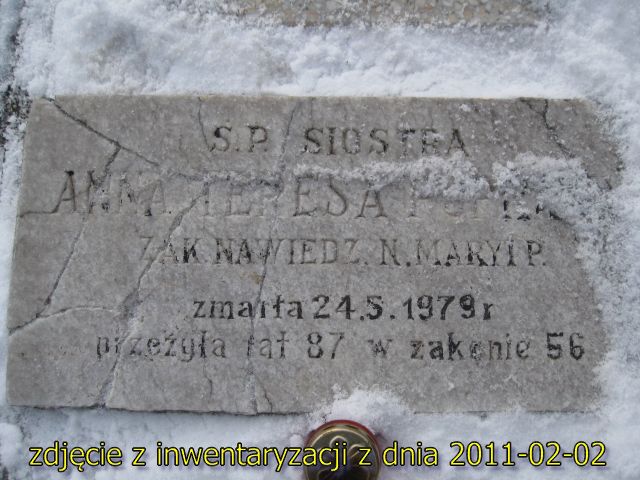 Ś.P. SIOSTRA
ANNA TERESA
ZAK. NAWIEDZ. N. MARYI P.
zmarła 24.5.1979 r
przeżyła lat 87 w zakonie 56
zdjęcie z inwentaryzacji z dnia 2011-02-02